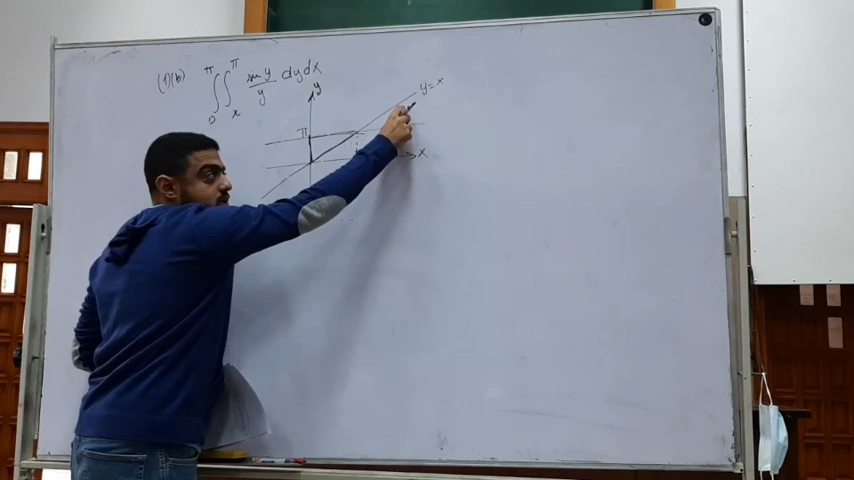 (1)(b) ∫₀^π ∫ₓ^π sin y / y dy dx
y
y=x
π
x